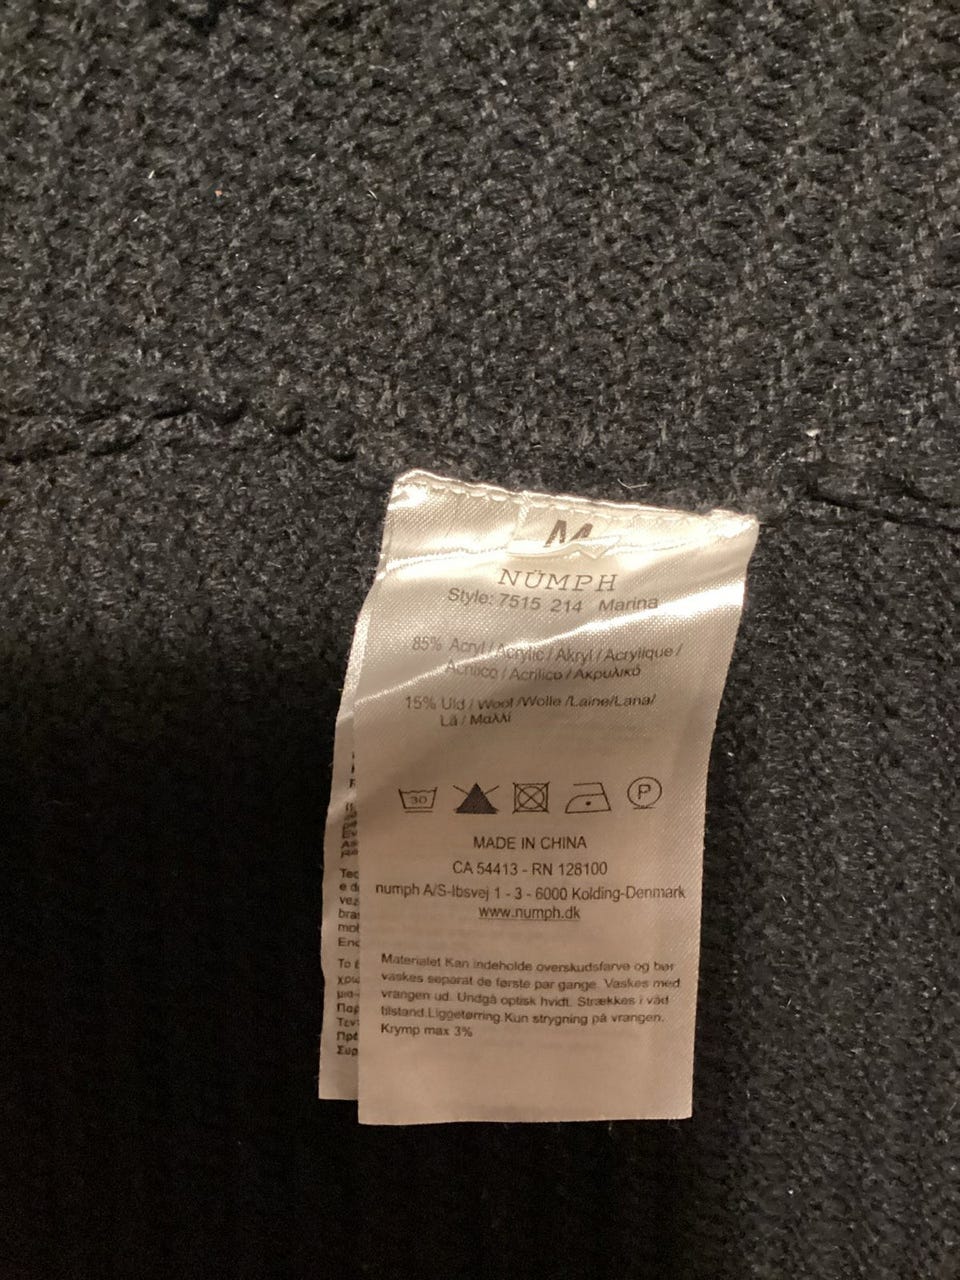 M
NÜMPH
Style: 7515 214 Marina
85% Acryl / Acrylic / Akryl / Acrylique /
Acrilico / Acrílico / Ακρυλικό
15% Uld / Wool /Wolle /Laine/Lana/
Lã / Μαλλί
30
P
MADE IN CHINA
CA 54413 - RN 128100
numph A/S-Ibsvej 1 - 3 - 6000 Kolding-Denmark
www.numph.dk
Materialet Kan indeholde overskudsfarve og bør
vaskes separat de første par gange. Vaskes med
vrangen ud. Undgå optisk hvidt. Strækkes i våd
tilstand.Liggetørring.Kun strygning på vrangen.
Krymp max 3%